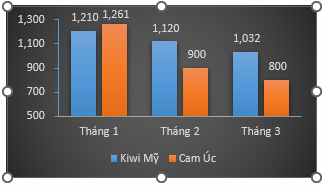 1,300
1,100
900
700
500
1,210
1,261
1,120
900
1,032
800
Tháng 1
Tháng 2
Tháng 3
Kiwi Mỹ
Cam Úc